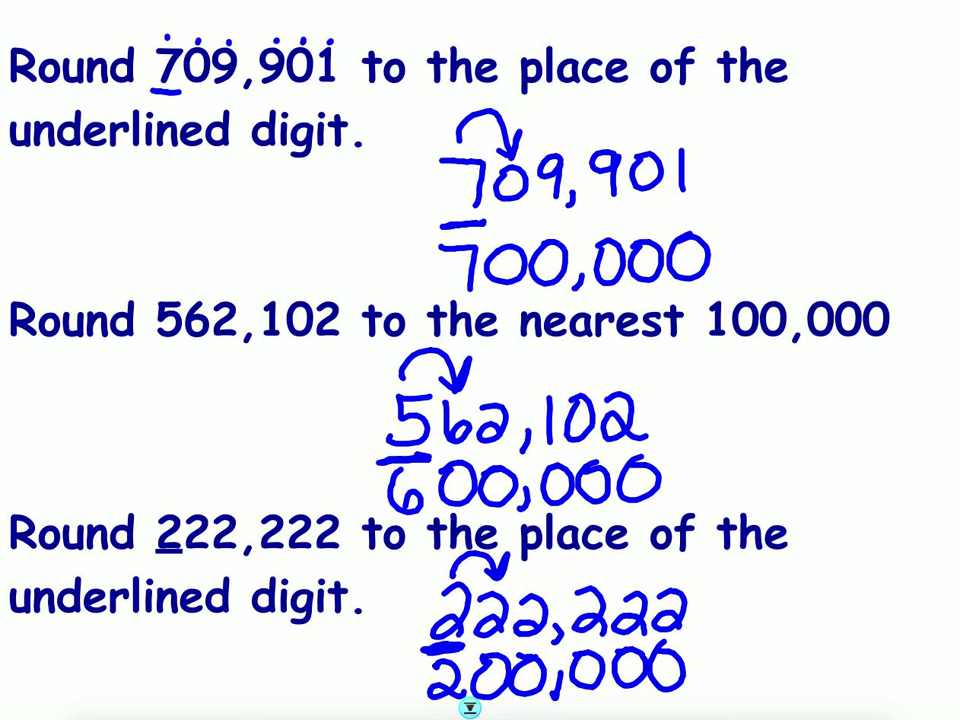 Round 709,901 to the place of the
underlined digit.
709,901
700,000
Round 562,102 to the nearest 100,000
562,102
600,000
Round 222,222 to the place of the
underlined digit.
222,222
200,000